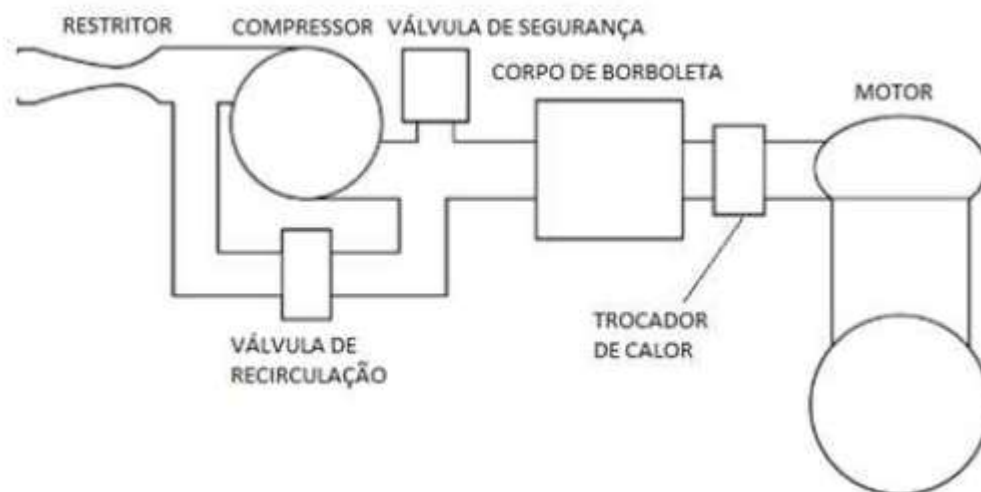 RESTRITOR
COMPRESSOR
VÁLVULA DE SEGURANÇA
CORPO DE BORBOLETA
MOTOR
TROCADOR
DE CALOR
VÁLVULA DE
RECIRCULAÇÃO